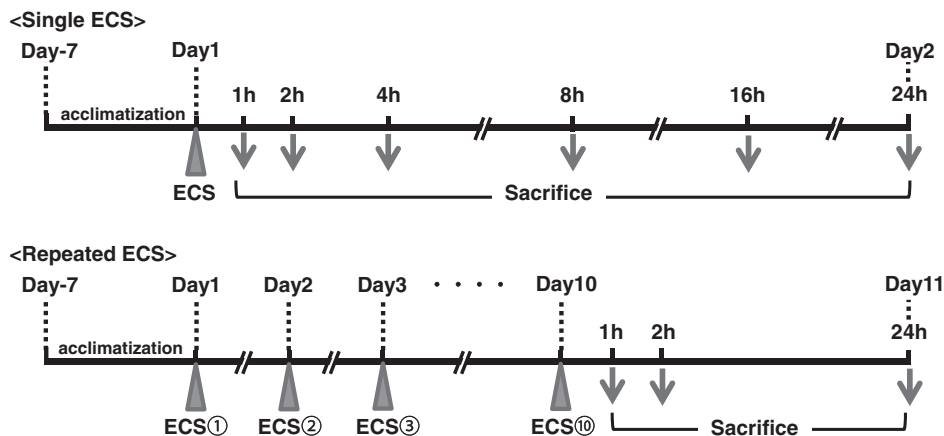 <Single ECS>
Day-7 Day1 Day2
acclimatization 1h 2h 4h 8h 16h 24h
ECS Sacrifice
<Repeated ECS>
Day-7 Day1 Day2 Day3 · · · · Day10 Day11
acclimatization 1h 2h 24h
ECS① ECS② ECS③ ECS⑩ Sacrifice